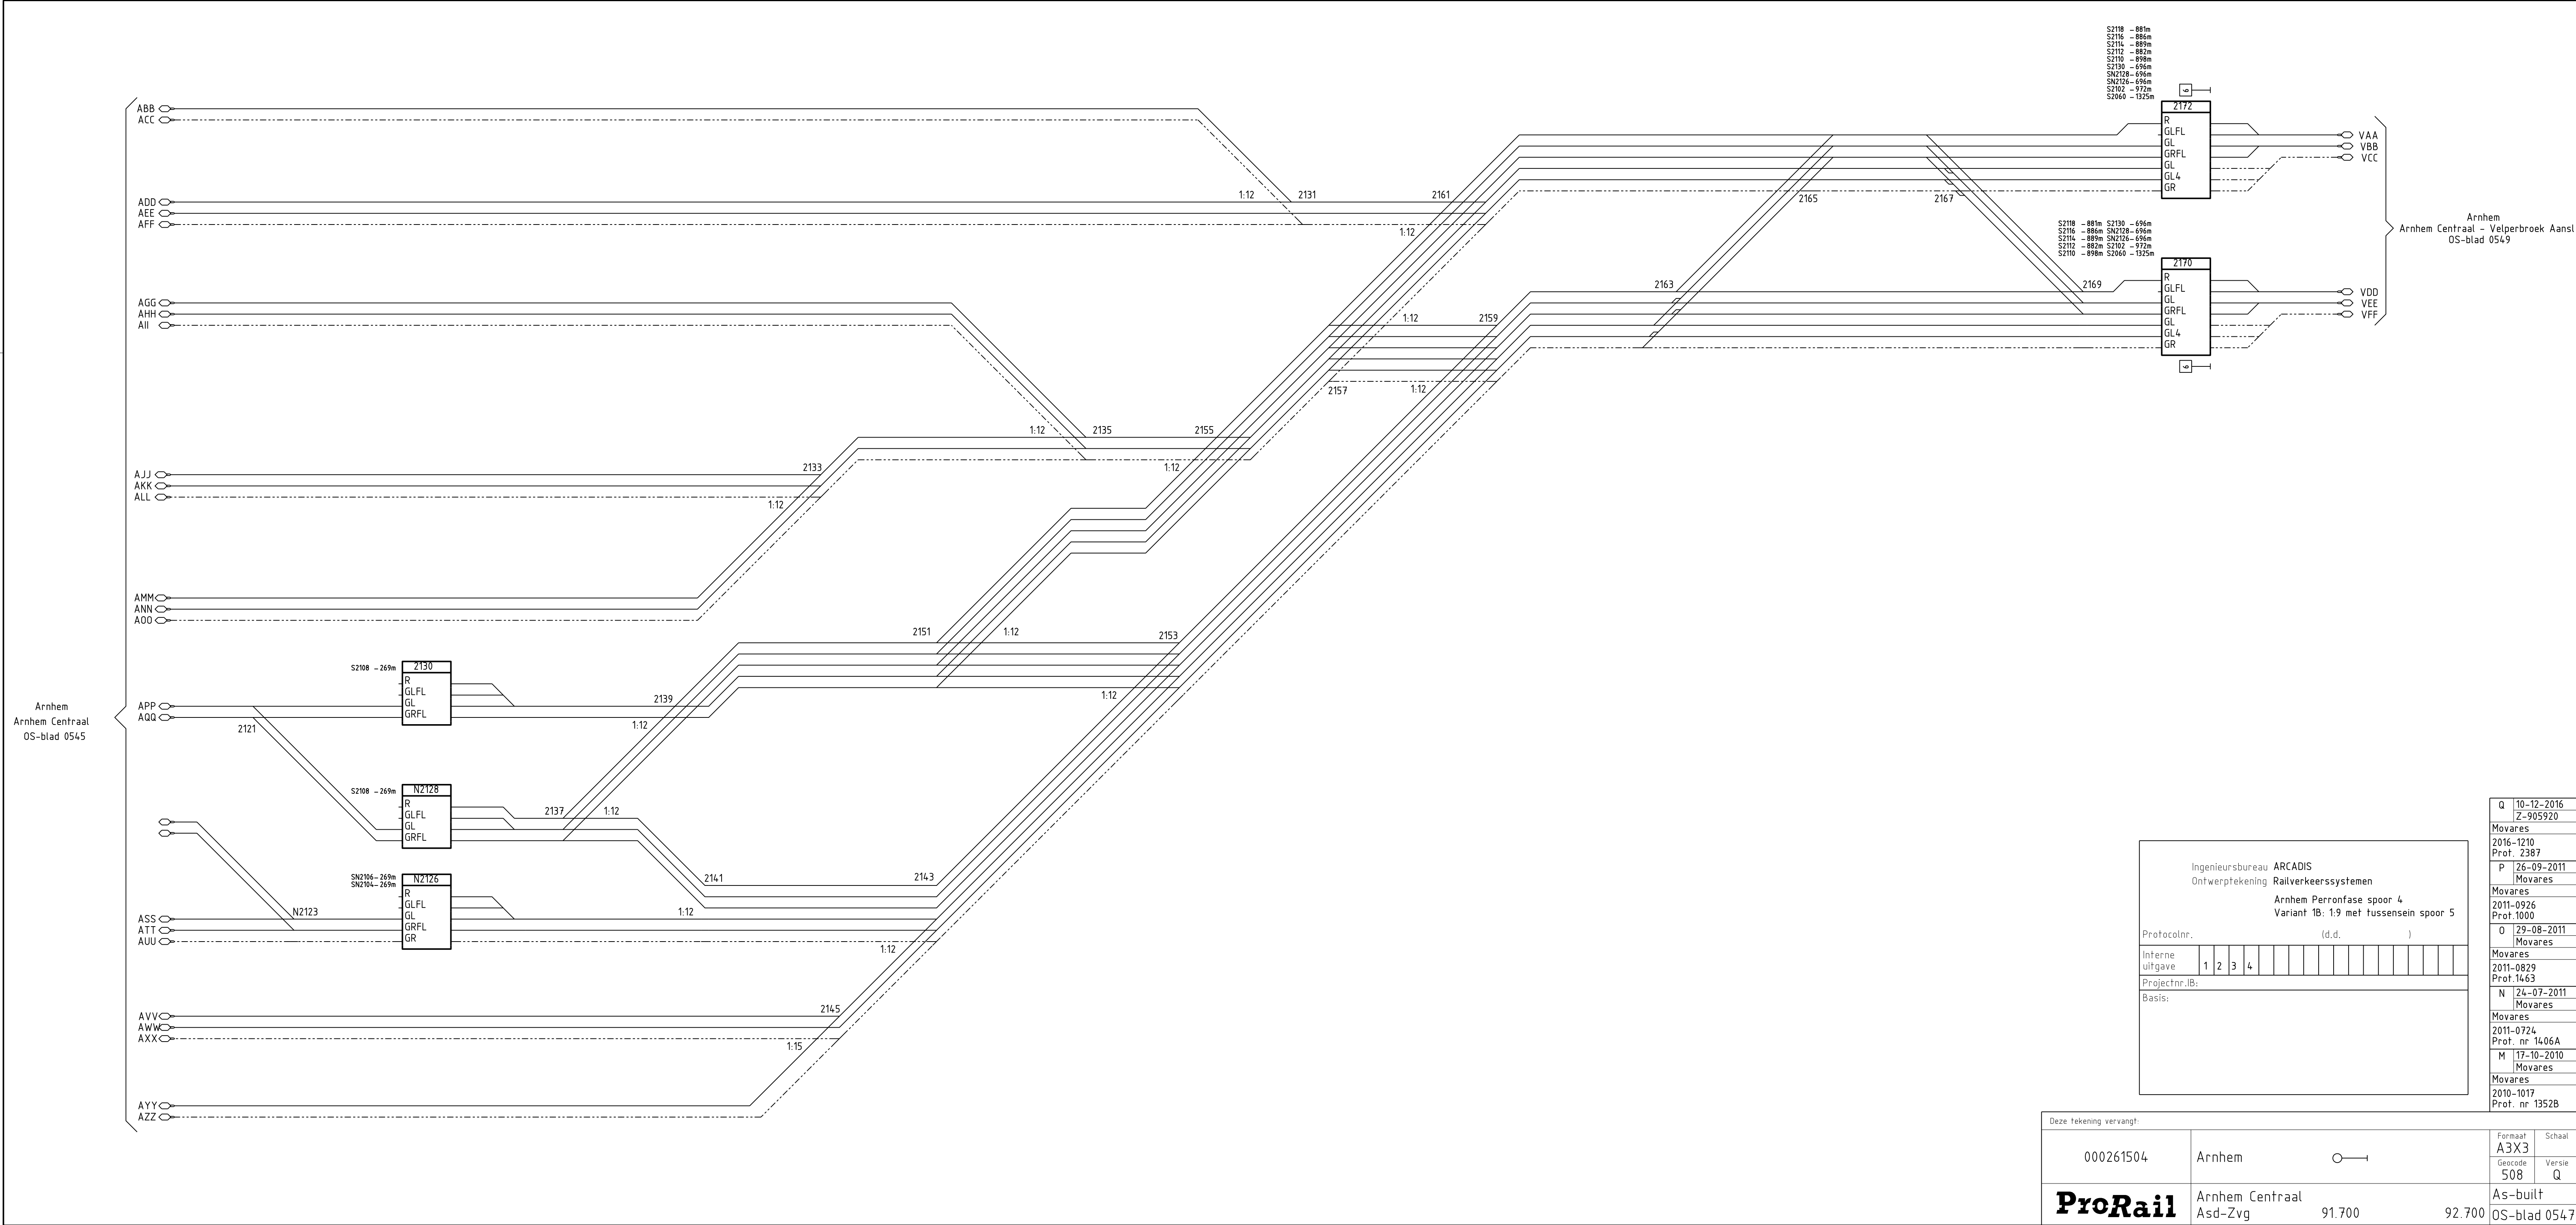 S2118 - 881m
S2116 - 886m
S2114 - 889m
S2112 - 882m
S2110 - 898m
S2130 - 696m
SN2128- 696m
SN2126- 696m
S2102 - 972m
S2060 - 1325m
6
2172
R
GLFL
GL
GRFL
GL
GL4
GR
VAA
VBB
VCC
ABB
ACC
ADD
AEE
AFF
1:12
2131
2161
1:12
2165
2167
S2118 - 881m S2130 - 696m
S2116 - 886m SN2128- 696m
S2114 - 889m SN2126- 696m
S2112 - 882m S2102 - 972m
S2110 - 898m S2060 - 1325m
Arnhem
Arnhem Centraal - Velperbroek Aansl
OS-blad 0549
2170
R
GLFL
GL
GRFL
GL
GL4
GR
6
VDD
VEE
VFF
AGG
AHH
AII
2163
2169
1:12
2159
2157
1:12
1:12
2135
2155
1:12
AJJ
AKK
ALL
2133
1:12
AMM
ANN
AOO
2151
1:12
2153
1:12
S2108 - 269m
2130
R
GLFL
GL
GRFL
Arnhem
Arnhem Centraal
OS-blad 0545
APP
AQQ
2121
2139
1:12
S2108 - 269m
N2128
R
GLFL
GL
GRFL
2137
1:12
SN2106- 269m
SN2104- 269m
N2126
R
GLFL
GL
GRFL
GR
2141
2143
N2123
1:12
1:12
ASS
ATT
AUU
AVV
AWW
AXX
2145
1:15
AYY
AZZ
Ingenieursbureau ARCADIS
Ontwerptekening Railverkeerssystemen
Arnhem Perronfase spoor 4
Variant 1B: 1:9 met tussensein spoor 5
Protocolnr. (d.d. )
Interne
uitgave 1 2 3 4
Projectnr.IB:
Basis:
Q 10-12-2016
Z-905920
Movares
2016-1210
Prot. 2387
P 26-09-2011
Movares
Movares
2011-0926
Prot.1000
O 29-08-2011
Movares
Movares
2011-0829
Prot.1463
N 24-07-2011
Movares
Movares
2011-0724
Prot. nr 1406A
M 17-10-2010
Movares
Movares
2010-1017
Prot. nr 1352B
Deze tekening vervangt:
000261504
Arnhem
Formaat
A3X3
Schaal
Geocode
508
Versie
Q
ProRail
Arnhem Centraal
Asd-Zvg 91.700 92.700
As-built
OS-blad 0547